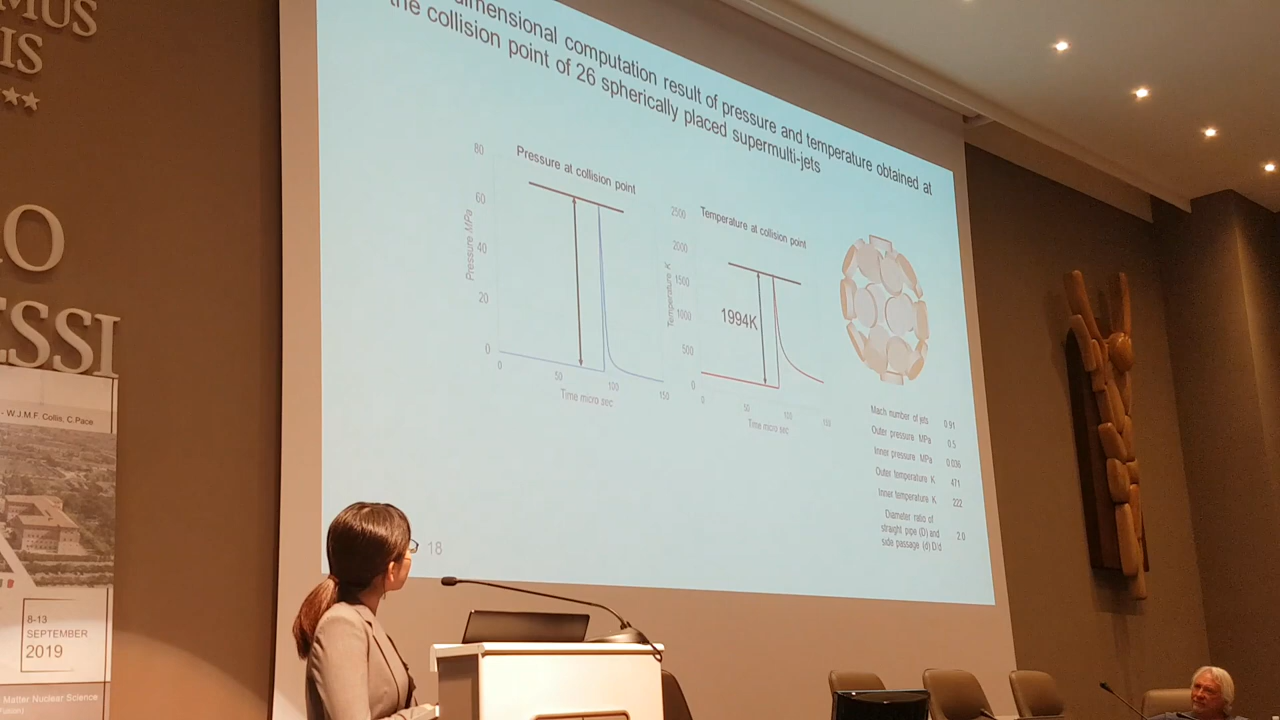 MUS
IS
O
ESSI
- W.J.M.F. Collis, C.Pace
8-13
SEPTEMBER
2019
Matter Nuclear Science
dimensional computation result of pressure and temperature obtained at
the collision point of 26 spherically placed supermulti-jets
Pressure at collision point
80
60
40
20
0
Pressure MPa
0
50
100
150
Time micro sec
Temperature at collision point
2500
2000
1500
1000
500
0
Temperature K
1994K
0
50
100
150
Time micro sec
Mach number of jets 0.91
Outer pressure MPa 0.5
Inner pressure MPa 0.036
Outer temperature K 471
Inner temperature K 222
Diameter ratio of
straight pipe (D) and 2.0
side passage (d) D/d
18